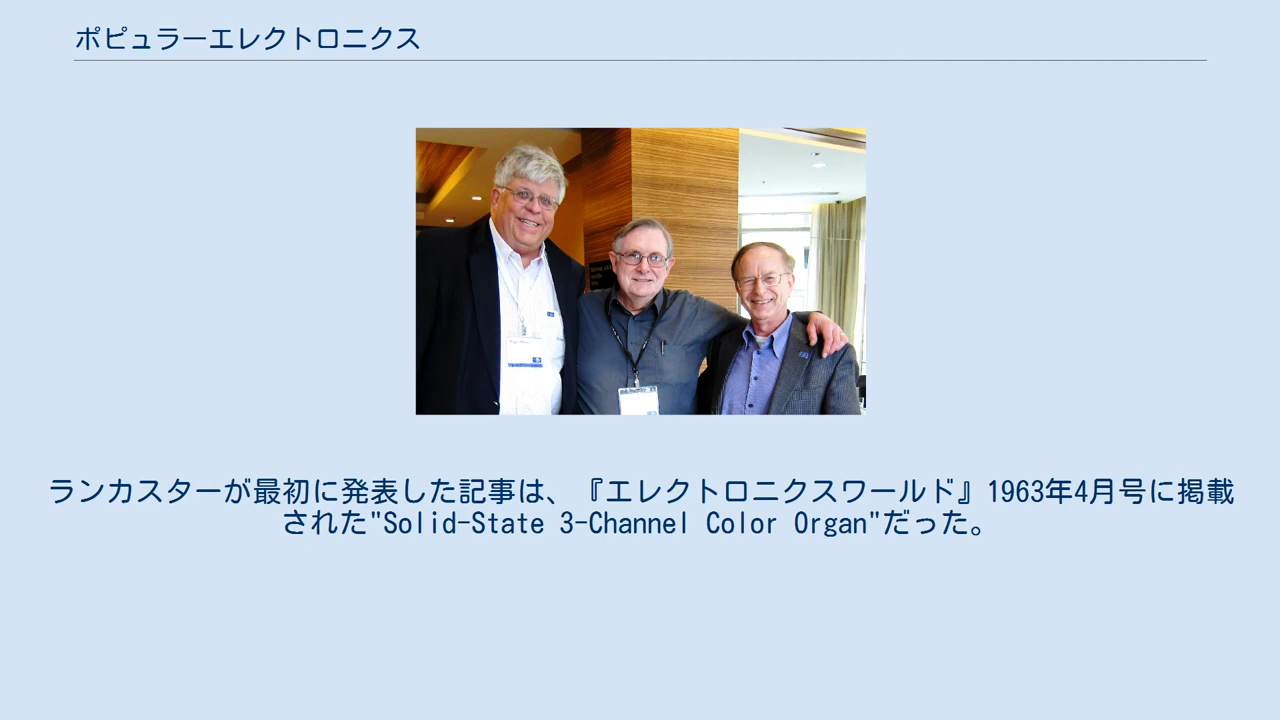 ポピュラーエレクトロニクス
ランカスターが最初に発表した記事は、『エレクトロニクスワールド』1963年4月号に掲載
された"Solid-State 3-Channel Color Organ"だった。